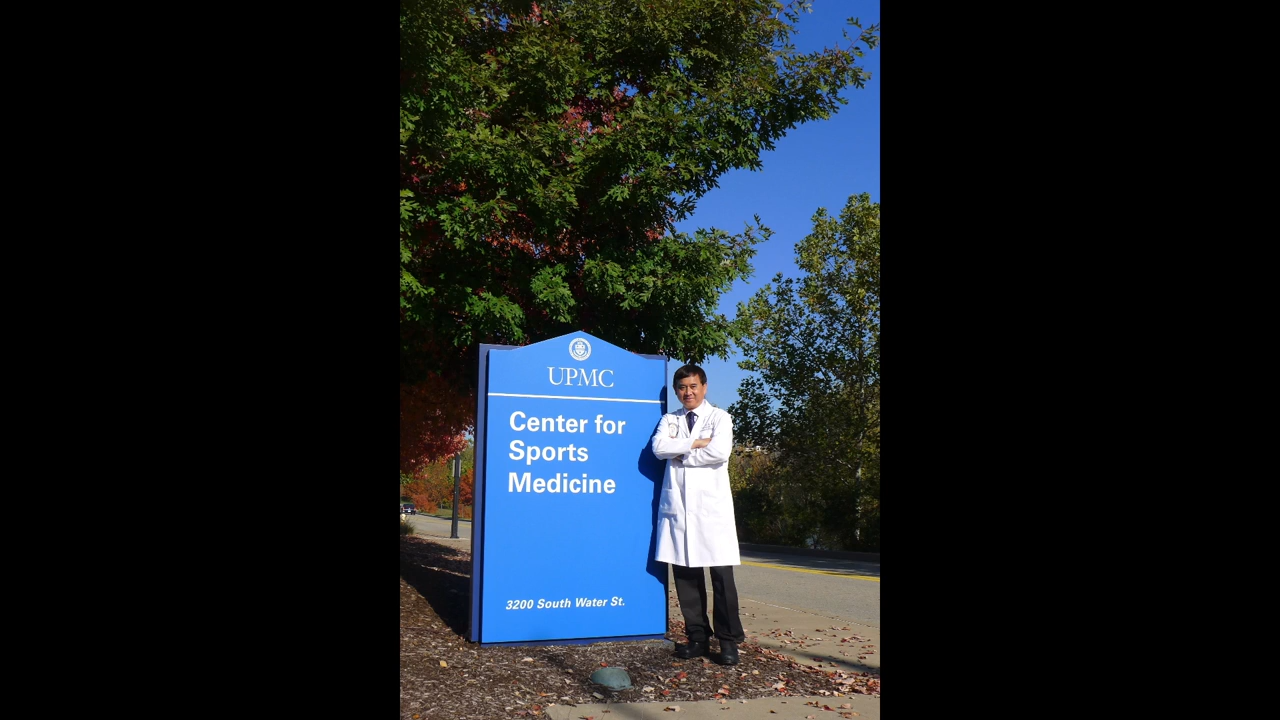 UPMC
Center for
Sports
Medicine
3200 South Water St.